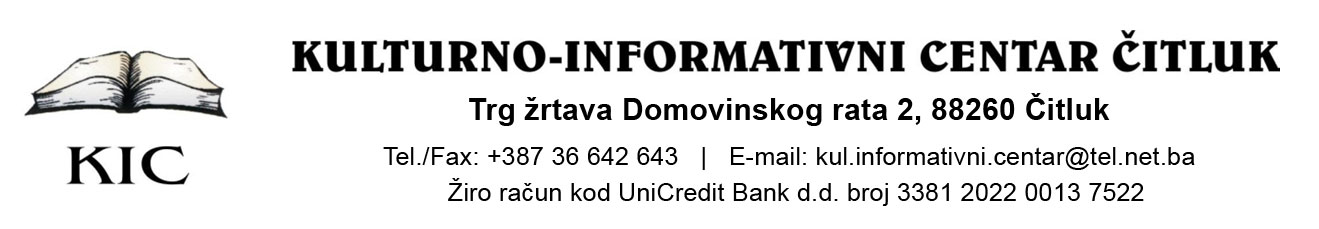 KULTURNO-INFORMATIVNI CENTAR ČITLUK
Trg žrtava Domovinskog rata 2, 88260 Čitluk
Tel./Fax: +387 36 642 643 | E-mail: kul.informativni.centar@tel.net.ba
Žiro račun kod UniCredit Bank d.d. broj 3381 2022 0013 7522
KIC